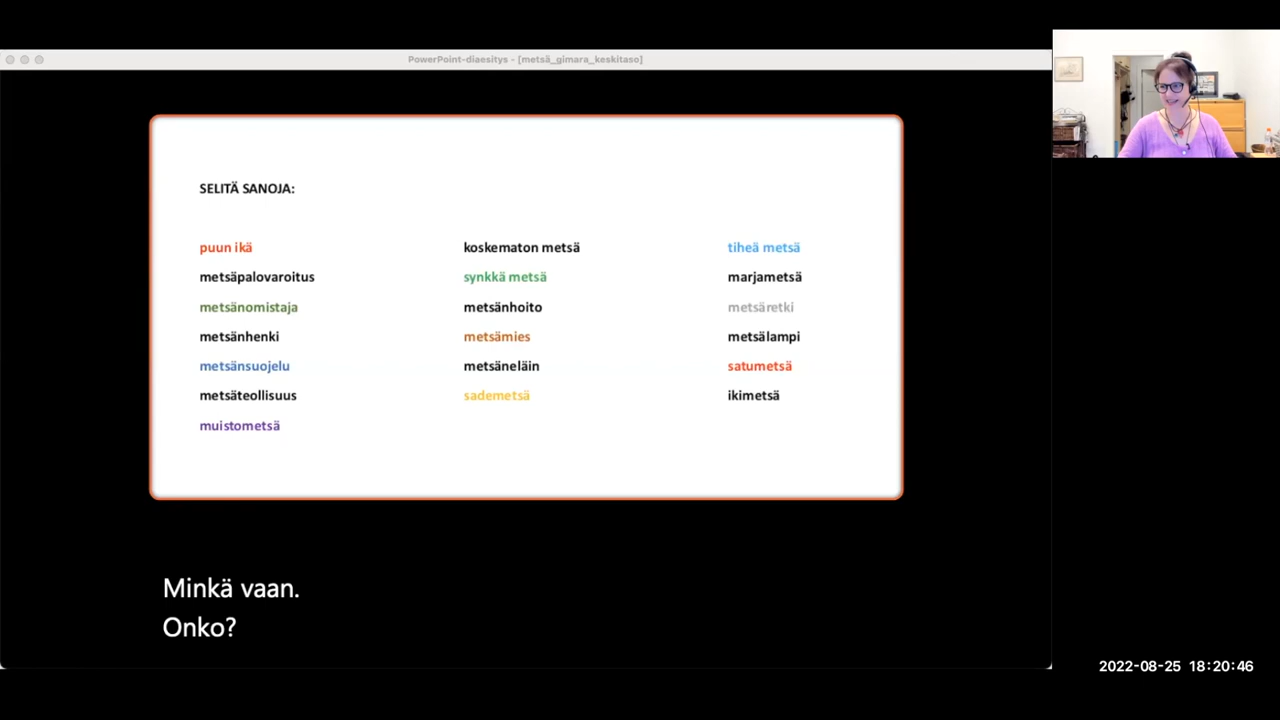 PowerPoint-diaesitys - [metsä_gimara_keskitaso]
SELITÄ SANOJA:
puun ikä
metsäpalovaroitus
metsänomistaja
metsänhenki
metsänsuojelu
metsäteollisuus
muistometsä
koskematon metsä
synkkä metsä
metsänhoito
metsämies
metsäneläin
sademetsä
tiheä metsä
marjametsä
metsäretki
metsälampi
satumetsä
ikimetsä
Minkä vaan.
Onko?
2022-08-25 18:20:46